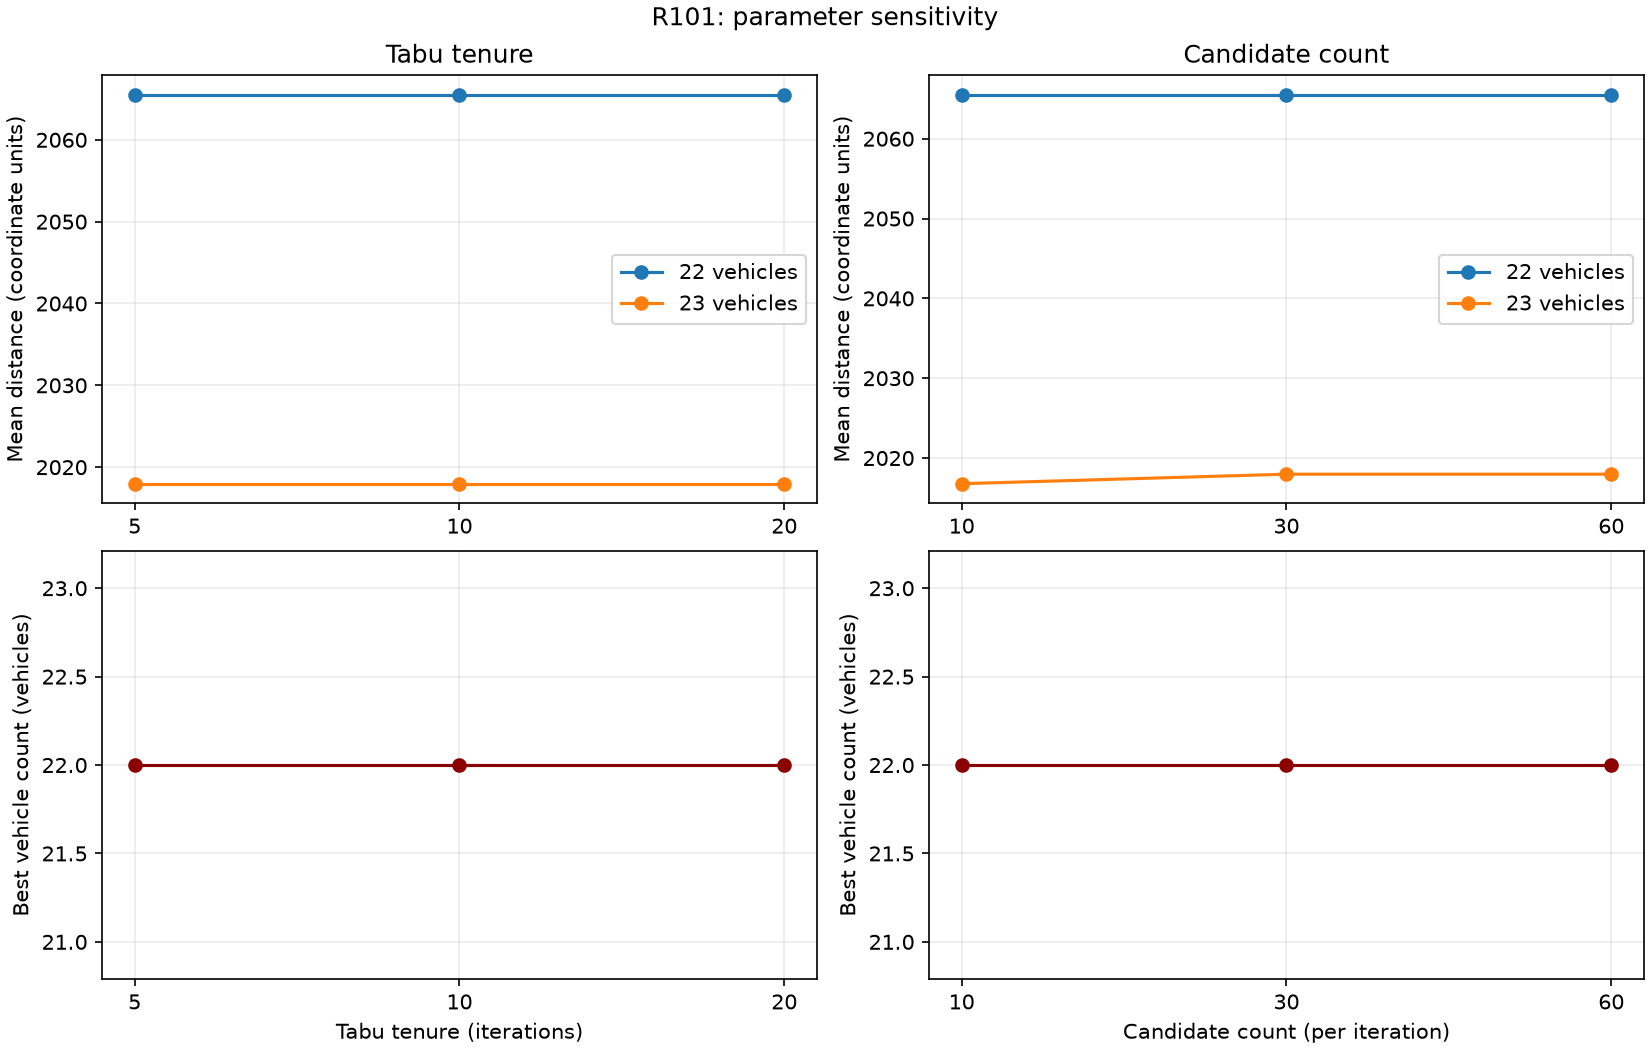 R101: parameter sensitivity
Tabu tenure
Mean distance (coordinate units)
2060
2050
2040
2030
2020
22 vehicles
23 vehicles
5
10
20
Candidate count
Mean distance (coordinate units)
2060
2050
2040
2030
2020
22 vehicles
23 vehicles
10
30
60
Best vehicle count (vehicles)
23.0
22.5
22.0
21.5
21.0
5
10
20
Tabu tenure (iterations)
Best vehicle count (vehicles)
23.0
22.5
22.0
21.5
21.0
10
30
60
Candidate count (per iteration)